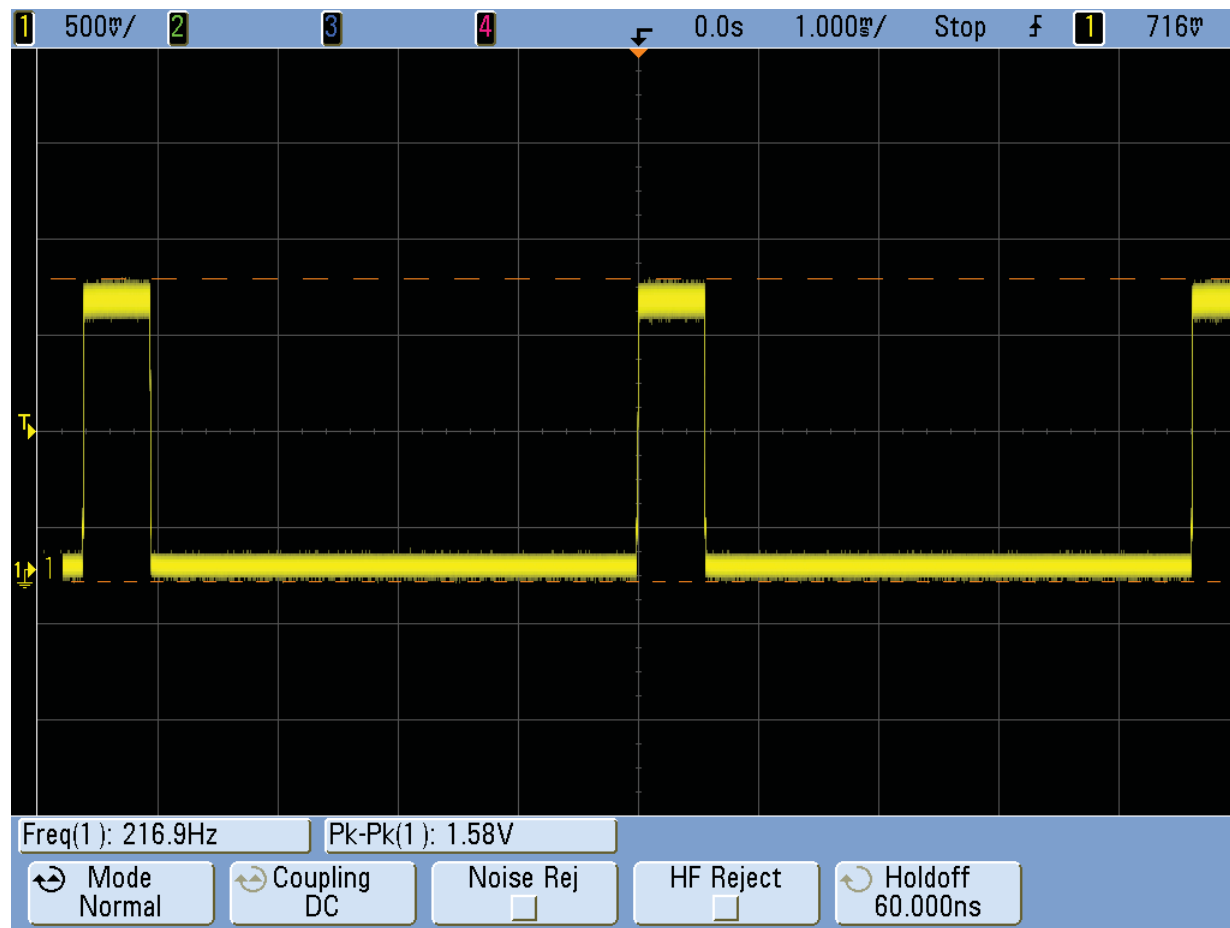 1 500mV/ 2 3 4 0.0s 1.000ms/ Stop 1 716mV
T
1 1
Freq(1): 216.9Hz Pk-Pk(1): 1.58V
Mode Coupling Noise Rej HF Reject Holdoff
Normal DC 60.000ns